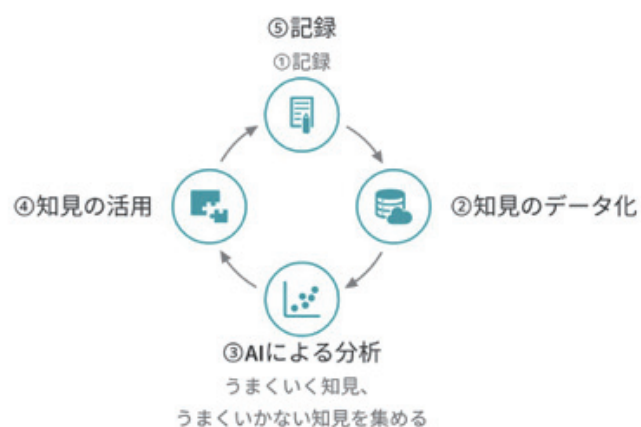 ⑤記録
①記録
④知見の活用
②知見のデータ化
③AIによる分析
うまくいく知見、
うまくいかない知見を集める